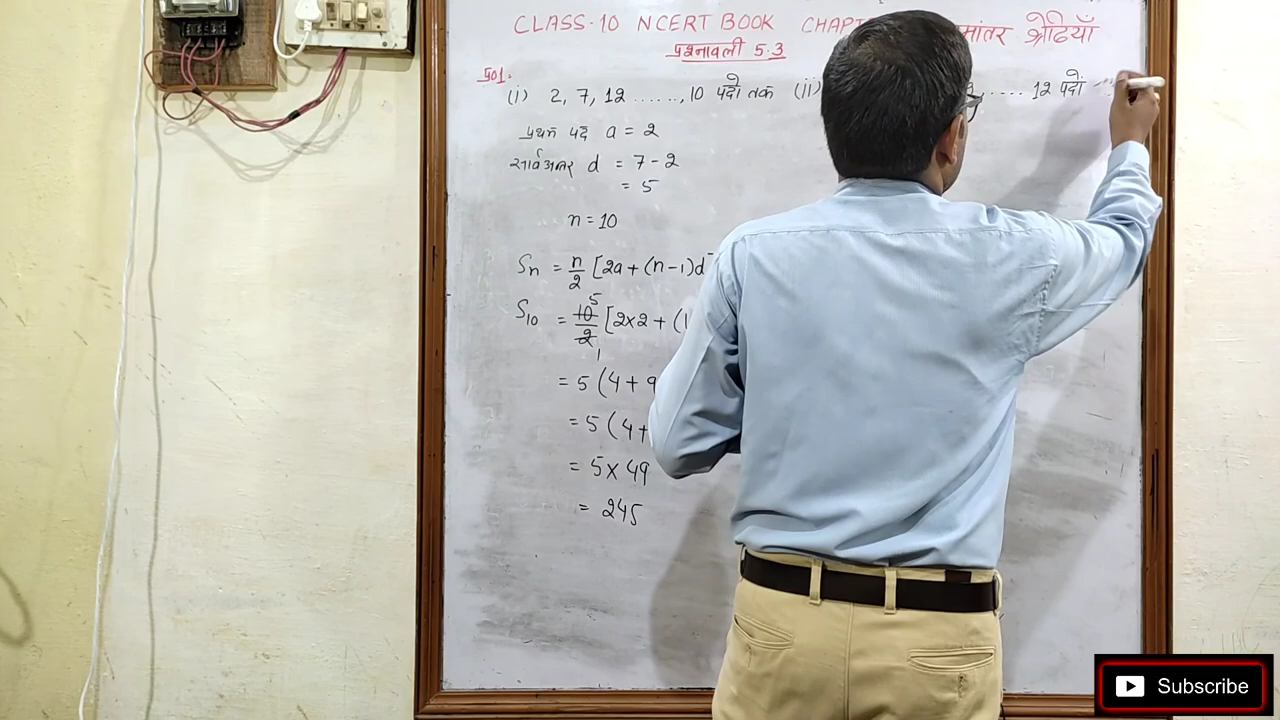 CLASS-10 NCERT BOOK श्रेढियाँ
प्रश्नावली 5.3
प्र01.
(i) 2, 7, 12 ......, 10 पदों तक (ii) , .... 12 पदों
प्रथम पद a = 2
सार्वअन्तर d = 7 - 2
= 5
n = 10
Sn = n/2 [2a + (n-1)d
S10 = 10/2 [2×2 + (
5
1
= 5 (4 + 9
= 5 (4+
= 5 × 49
= 245
Subscribe